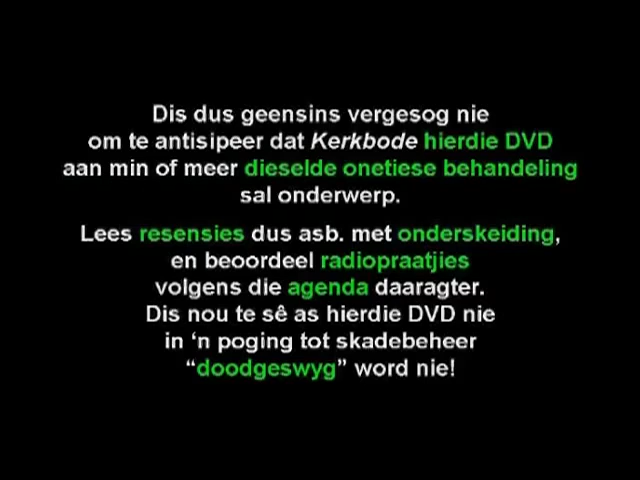 Dis dus geensins vergesog nie
om te antisipeer dat Kerkbode hierdie DVD
aan min of meer dieselde onetiese behandeling
sal onderwerp.
Lees resensies dus asb. met onderskeiding,
en beoordeel radiopraatjies
volgens die agenda daaragter.
Dis nou te sê as hierdie DVD nie
in ‘n poging tot skadebeheer
“doodgeswyg” word nie!